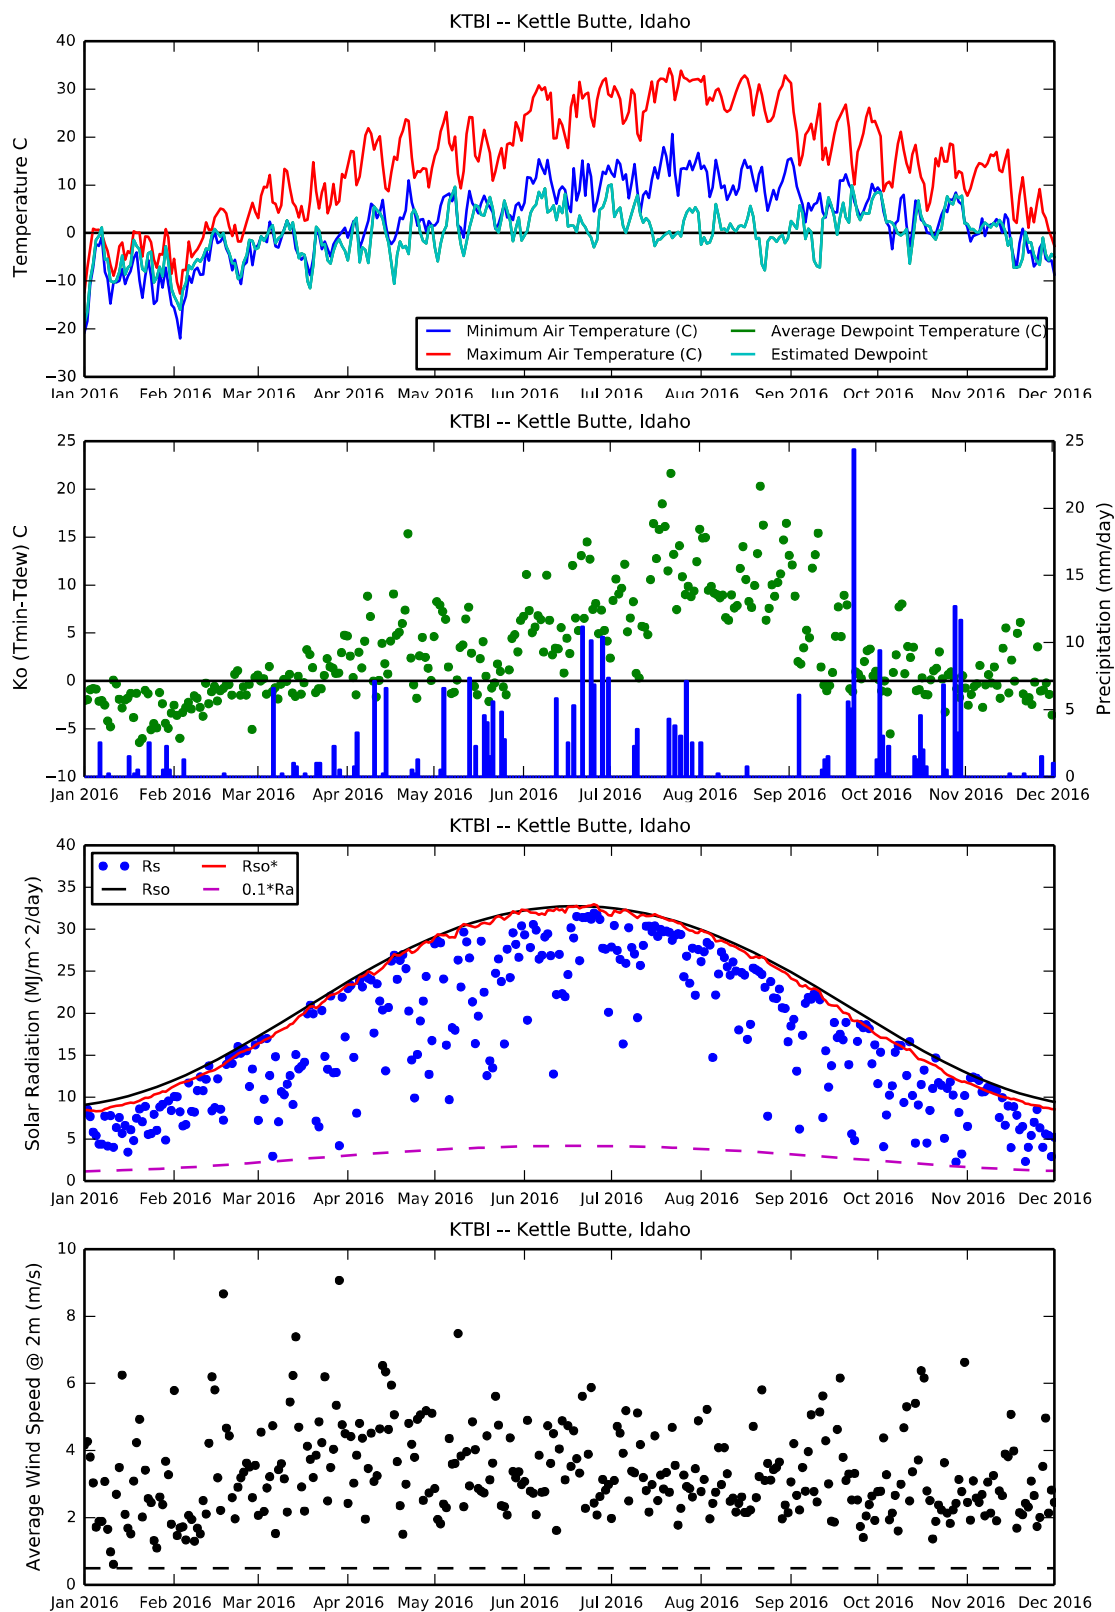 KTBI -- Kettle Butte, Idaho
Temperature C
40
30
20
10
0
−10
−20
−30
Minimum Air Temperature (C)
Maximum Air Temperature (C)
Average Dewpoint Temperature (C)
Estimated Dewpoint
Jan 2016 Feb 2016 Mar 2016 Apr 2016 May 2016 Jun 2016 Jul 2016 Aug 2016 Sep 2016 Oct 2016 Nov 2016 Dec 2016
KTBI -- Kettle Butte, Idaho
Ko (Tmin-Tdew) C
25
20
15
10
5
0
−5
−10
Precipitation (mm/day)
25
20
15
10
5
0
Jan 2016 Feb 2016 Mar 2016 Apr 2016 May 2016 Jun 2016 Jul 2016 Aug 2016 Sep 2016 Oct 2016 Nov 2016 Dec 2016
KTBI -- Kettle Butte, Idaho
Solar Radiation (MJ/m^2/day)
40
35
30
25
20
15
10
5
0
Rs
Rso
Rso*
0.1*Ra
Jan 2016 Feb 2016 Mar 2016 Apr 2016 May 2016 Jun 2016 Jul 2016 Aug 2016 Sep 2016 Oct 2016 Nov 2016 Dec 2016
KTBI -- Kettle Butte, Idaho
Average Wind Speed @ 2m (m/s)
10
8
6
4
2
0
Jan 2016 Feb 2016 Mar 2016 Apr 2016 May 2016 Jun 2016 Jul 2016 Aug 2016 Sep 2016 Oct 2016 Nov 2016 Dec 2016